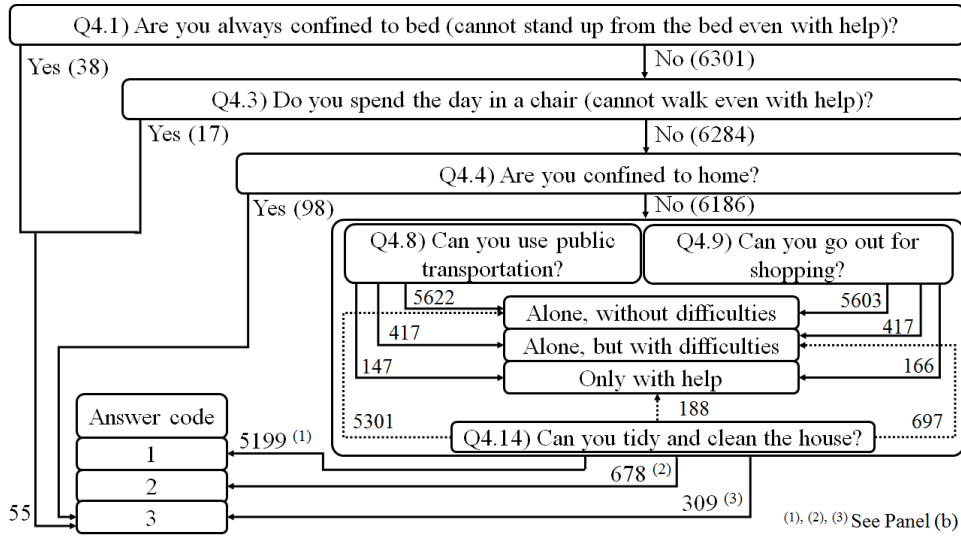 Q4.1) Are you always confined to bed (cannot stand up from the bed even with help)?
Yes (38)
No (6301)
Q4.3) Do you spend the day in a chair (cannot walk even with help)?
Yes (17)
No (6284)
Q4.4) Are you confined to home?
Yes (98)
No (6186)
Q4.8) Can you use public
transportation?
Q4.9) Can you go out for
shopping?
5622
5603
Alone, without difficulties
417
417
Alone, but with difficulties
147
166
Only with help
188
5301
697
Q4.14) Can you tidy and clean the house?
Answer code
5199 (1)
1
678 (2)
2
309 (3)
3
55
(1), (2), (3) See Panel (b)